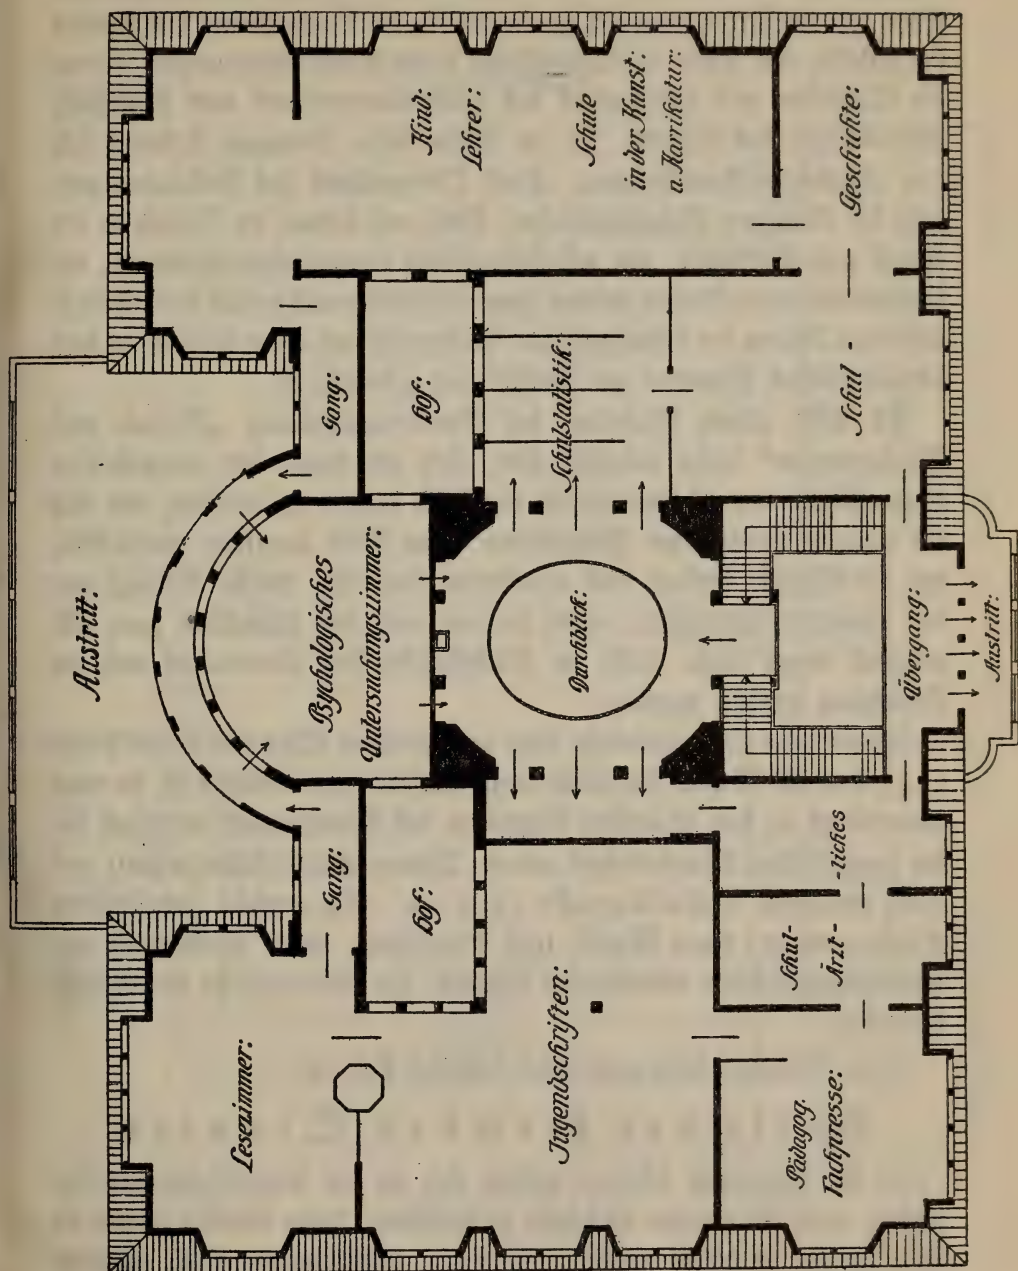 Austritt:
Lesezimmer:
Gang:
Psychologisches
Untersuchungszimmer:
Gang:
Hof:
Hof:
Kind:
Lehrer:
Schule
in der Kunst:
u. Karrikatur:
Jugendschriften:
Durchblick:
Schulstatistik:
Pädagog.
Fachpresse:
Schul-
Ärzt-
-liches
Übergang:
Schul -
Geschichte:
Austritt: